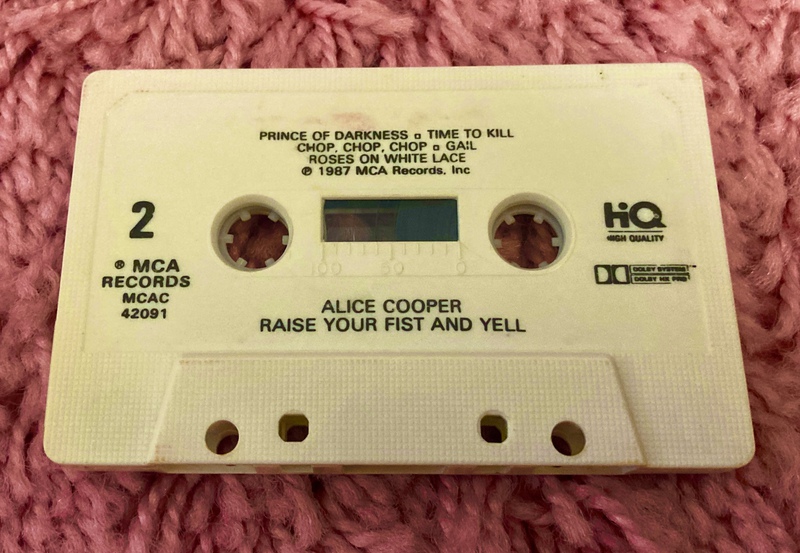 PRINCE OF DARKNESS ▫ TIME TO KILL
CHOP, CHOP, CHOP ▫ GAIL
ROSES ON WHITE LACE
℗ 1987 MCA Records, Inc
2
® MCA
RECORDS
MCAC
42091
HiQ
HIGH QUALITY
DOLBY SYSTEM™
DOLBY HX PRO
100 50 0
ALICE COOPER
RAISE YOUR FIST AND YELL